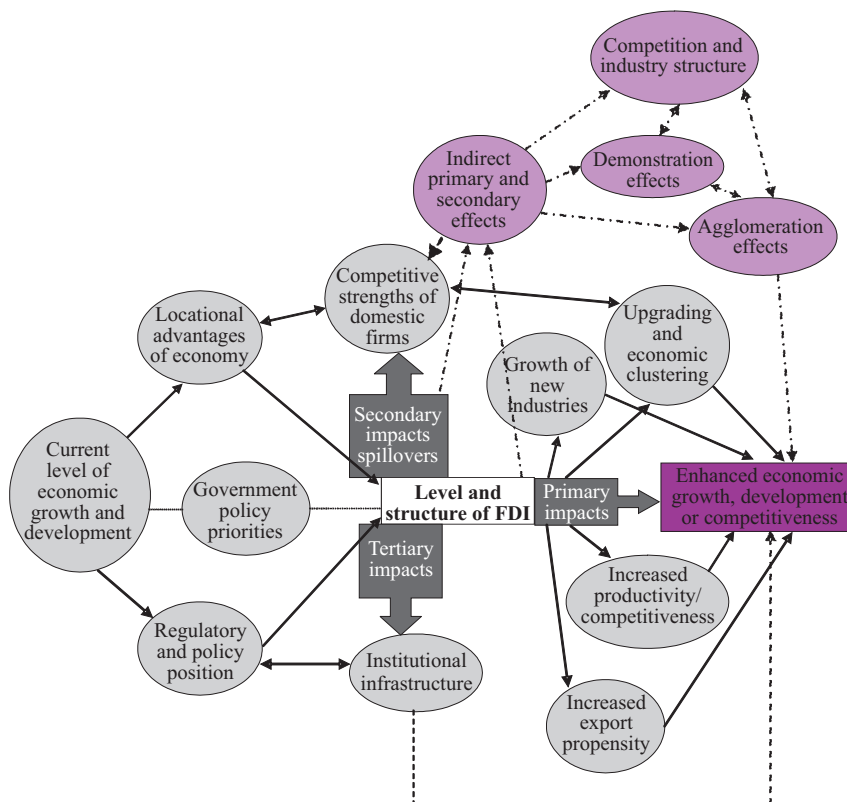 Competition and
industry structure
Indirect
primary and
secondary
effects
Demonstration
effects
Agglomeration
effects
Competitive
strengths of
domestic
firms
Locational
advantages
of economy
Upgrading and
economic
clustering
Growth of
new
industries
Secondary
impacts
spillovers
Current
level of
economic
growth and
development
Government
policy
priorities
Level and
structure of FDI
Primary
impacts
Enhanced economic
growth, development
or competitiveness
Tertiary
impacts
Increased
productivity/
competitiveness
Regulatory
and policy
position
Institutional
infrastructure
Increased
export
propensity